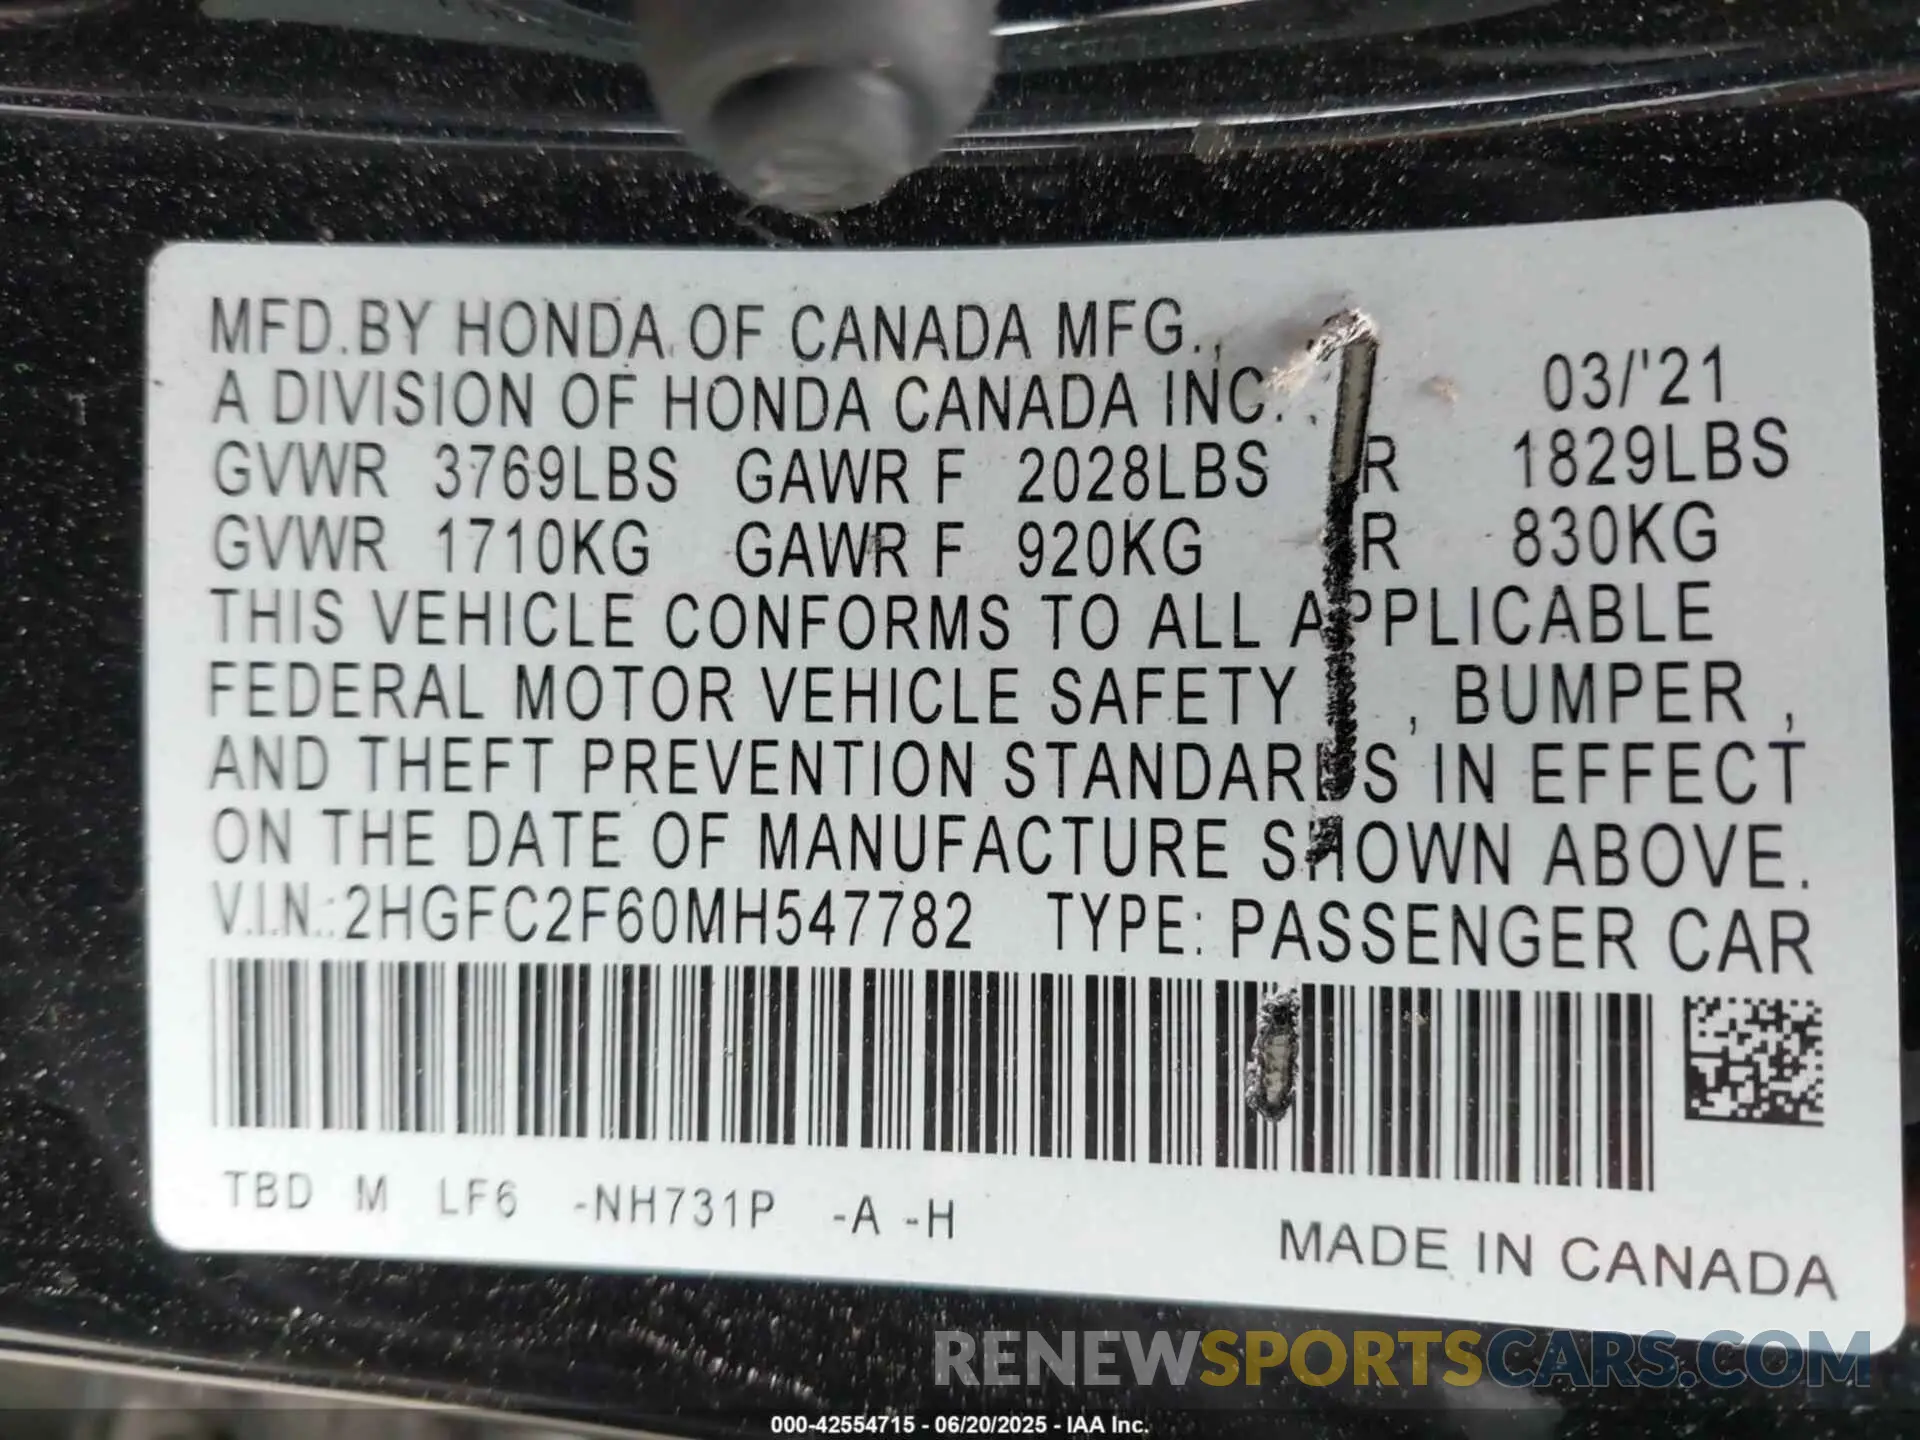 MFD.BY HONDA OF CANADA MFG.,
A DIVISION OF HONDA CANADA INC. 03/'21
GVWR 3769LBS GAWR F 2028LBS R 1829LBS
GVWR 1710KG GAWR F 920KG R 830KG
THIS VEHICLE CONFORMS TO ALL APPLICABLE
FEDERAL MOTOR VEHICLE SAFETY , BUMPER ,
AND THEFT PREVENTION STANDARDS IN EFFECT
ON THE DATE OF MANUFACTURE SHOWN ABOVE.
V.I.N.:2HGFC2F60MH547782 TYPE: PASSENGER CAR
TBD M LF6 -NH731P -A -H
MADE IN CANADA
RENEWSPORTSCARS.COM
000-42554715 - 06/20/2025 - IAA Inc.